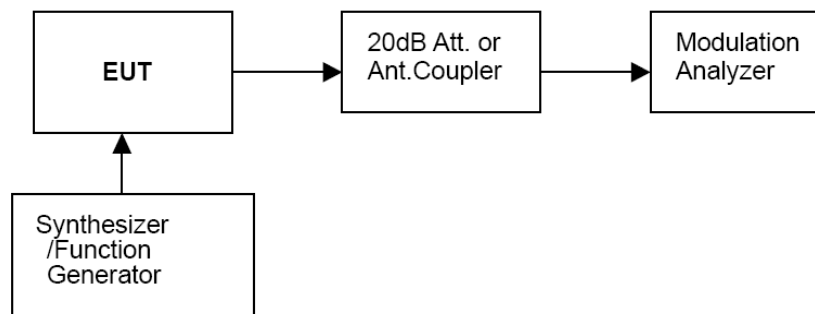 EUT
20dB Att. or
Ant.Coupler
Modulation
Analyzer
Synthesizer
/Function
Generator